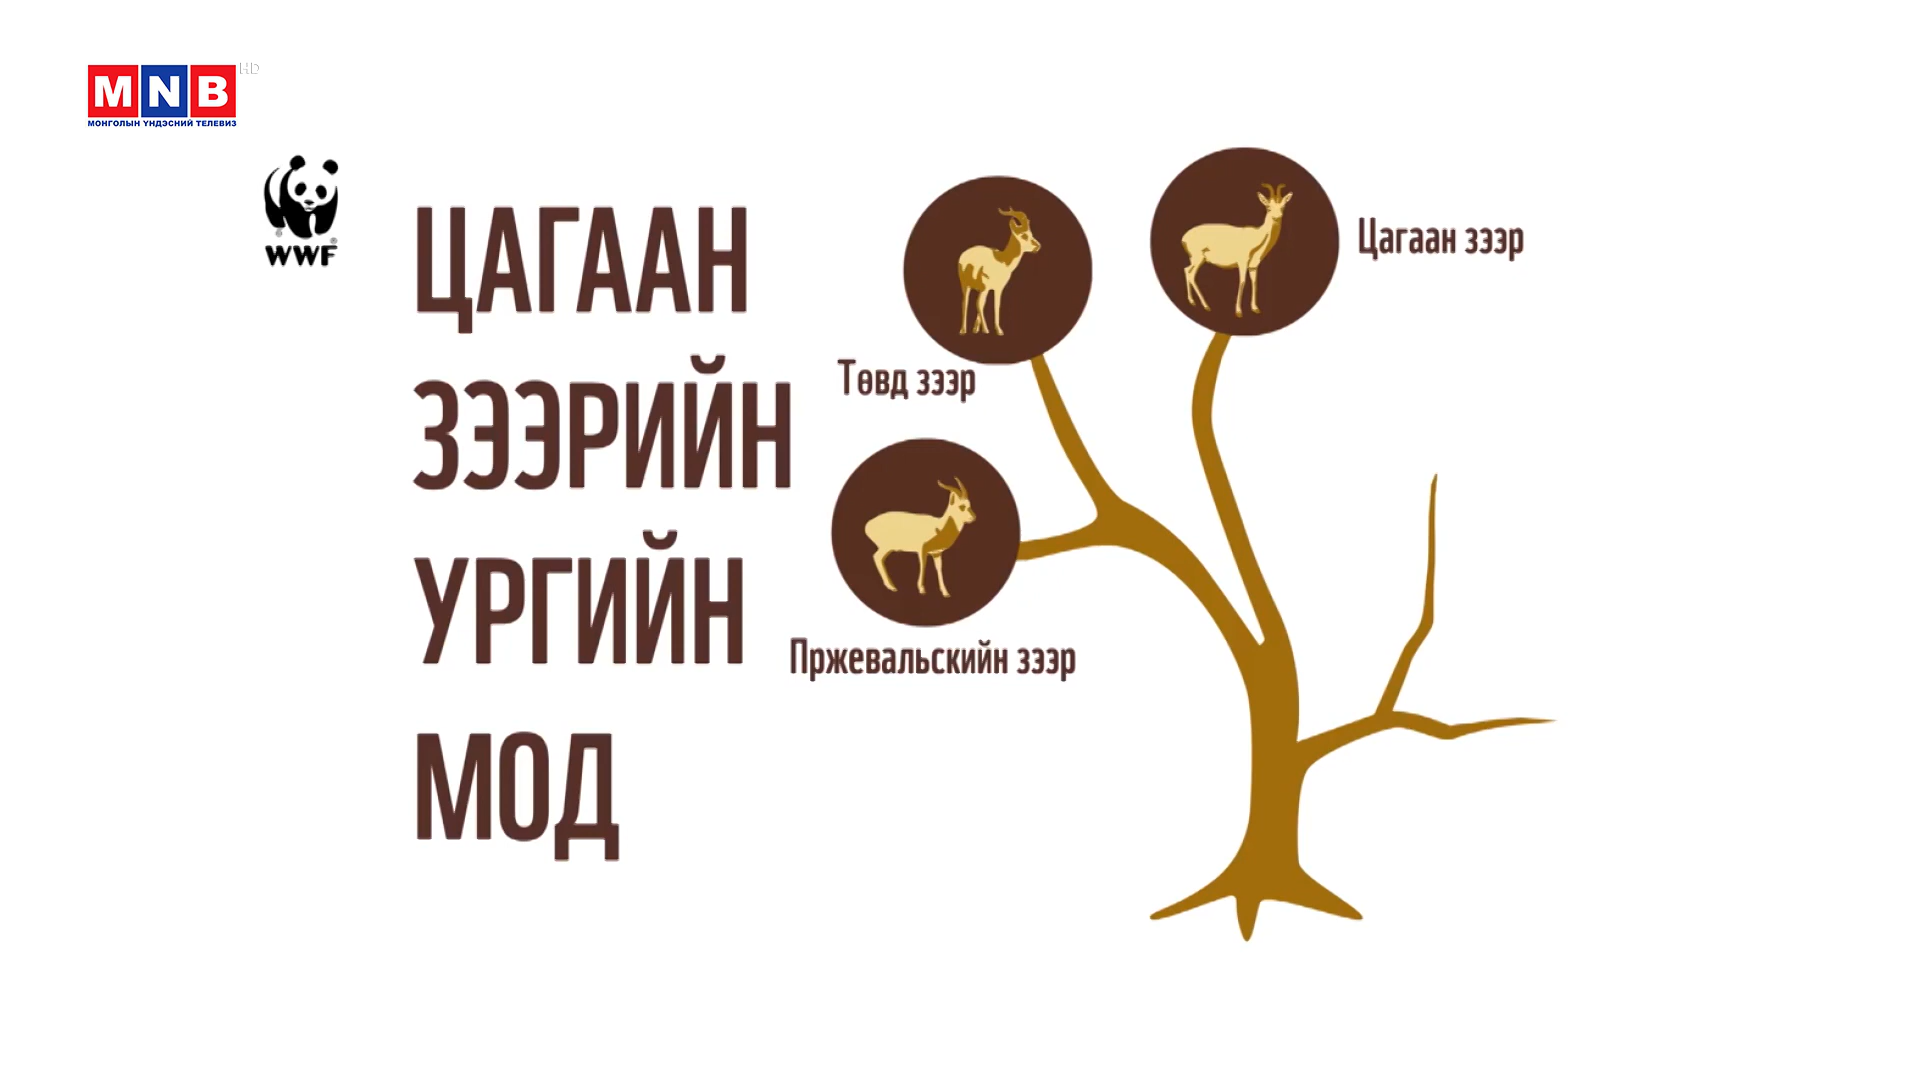 MNB HD
МОНГОЛЫН ҮНДЭСНИЙ ТЕЛЕВИЗ
WWF
ЦАГААН
ЗЭЭРИЙН
УРГИЙН
МОД
Цагаан зээр
Төвд зээр
Пржевальскийн зээр